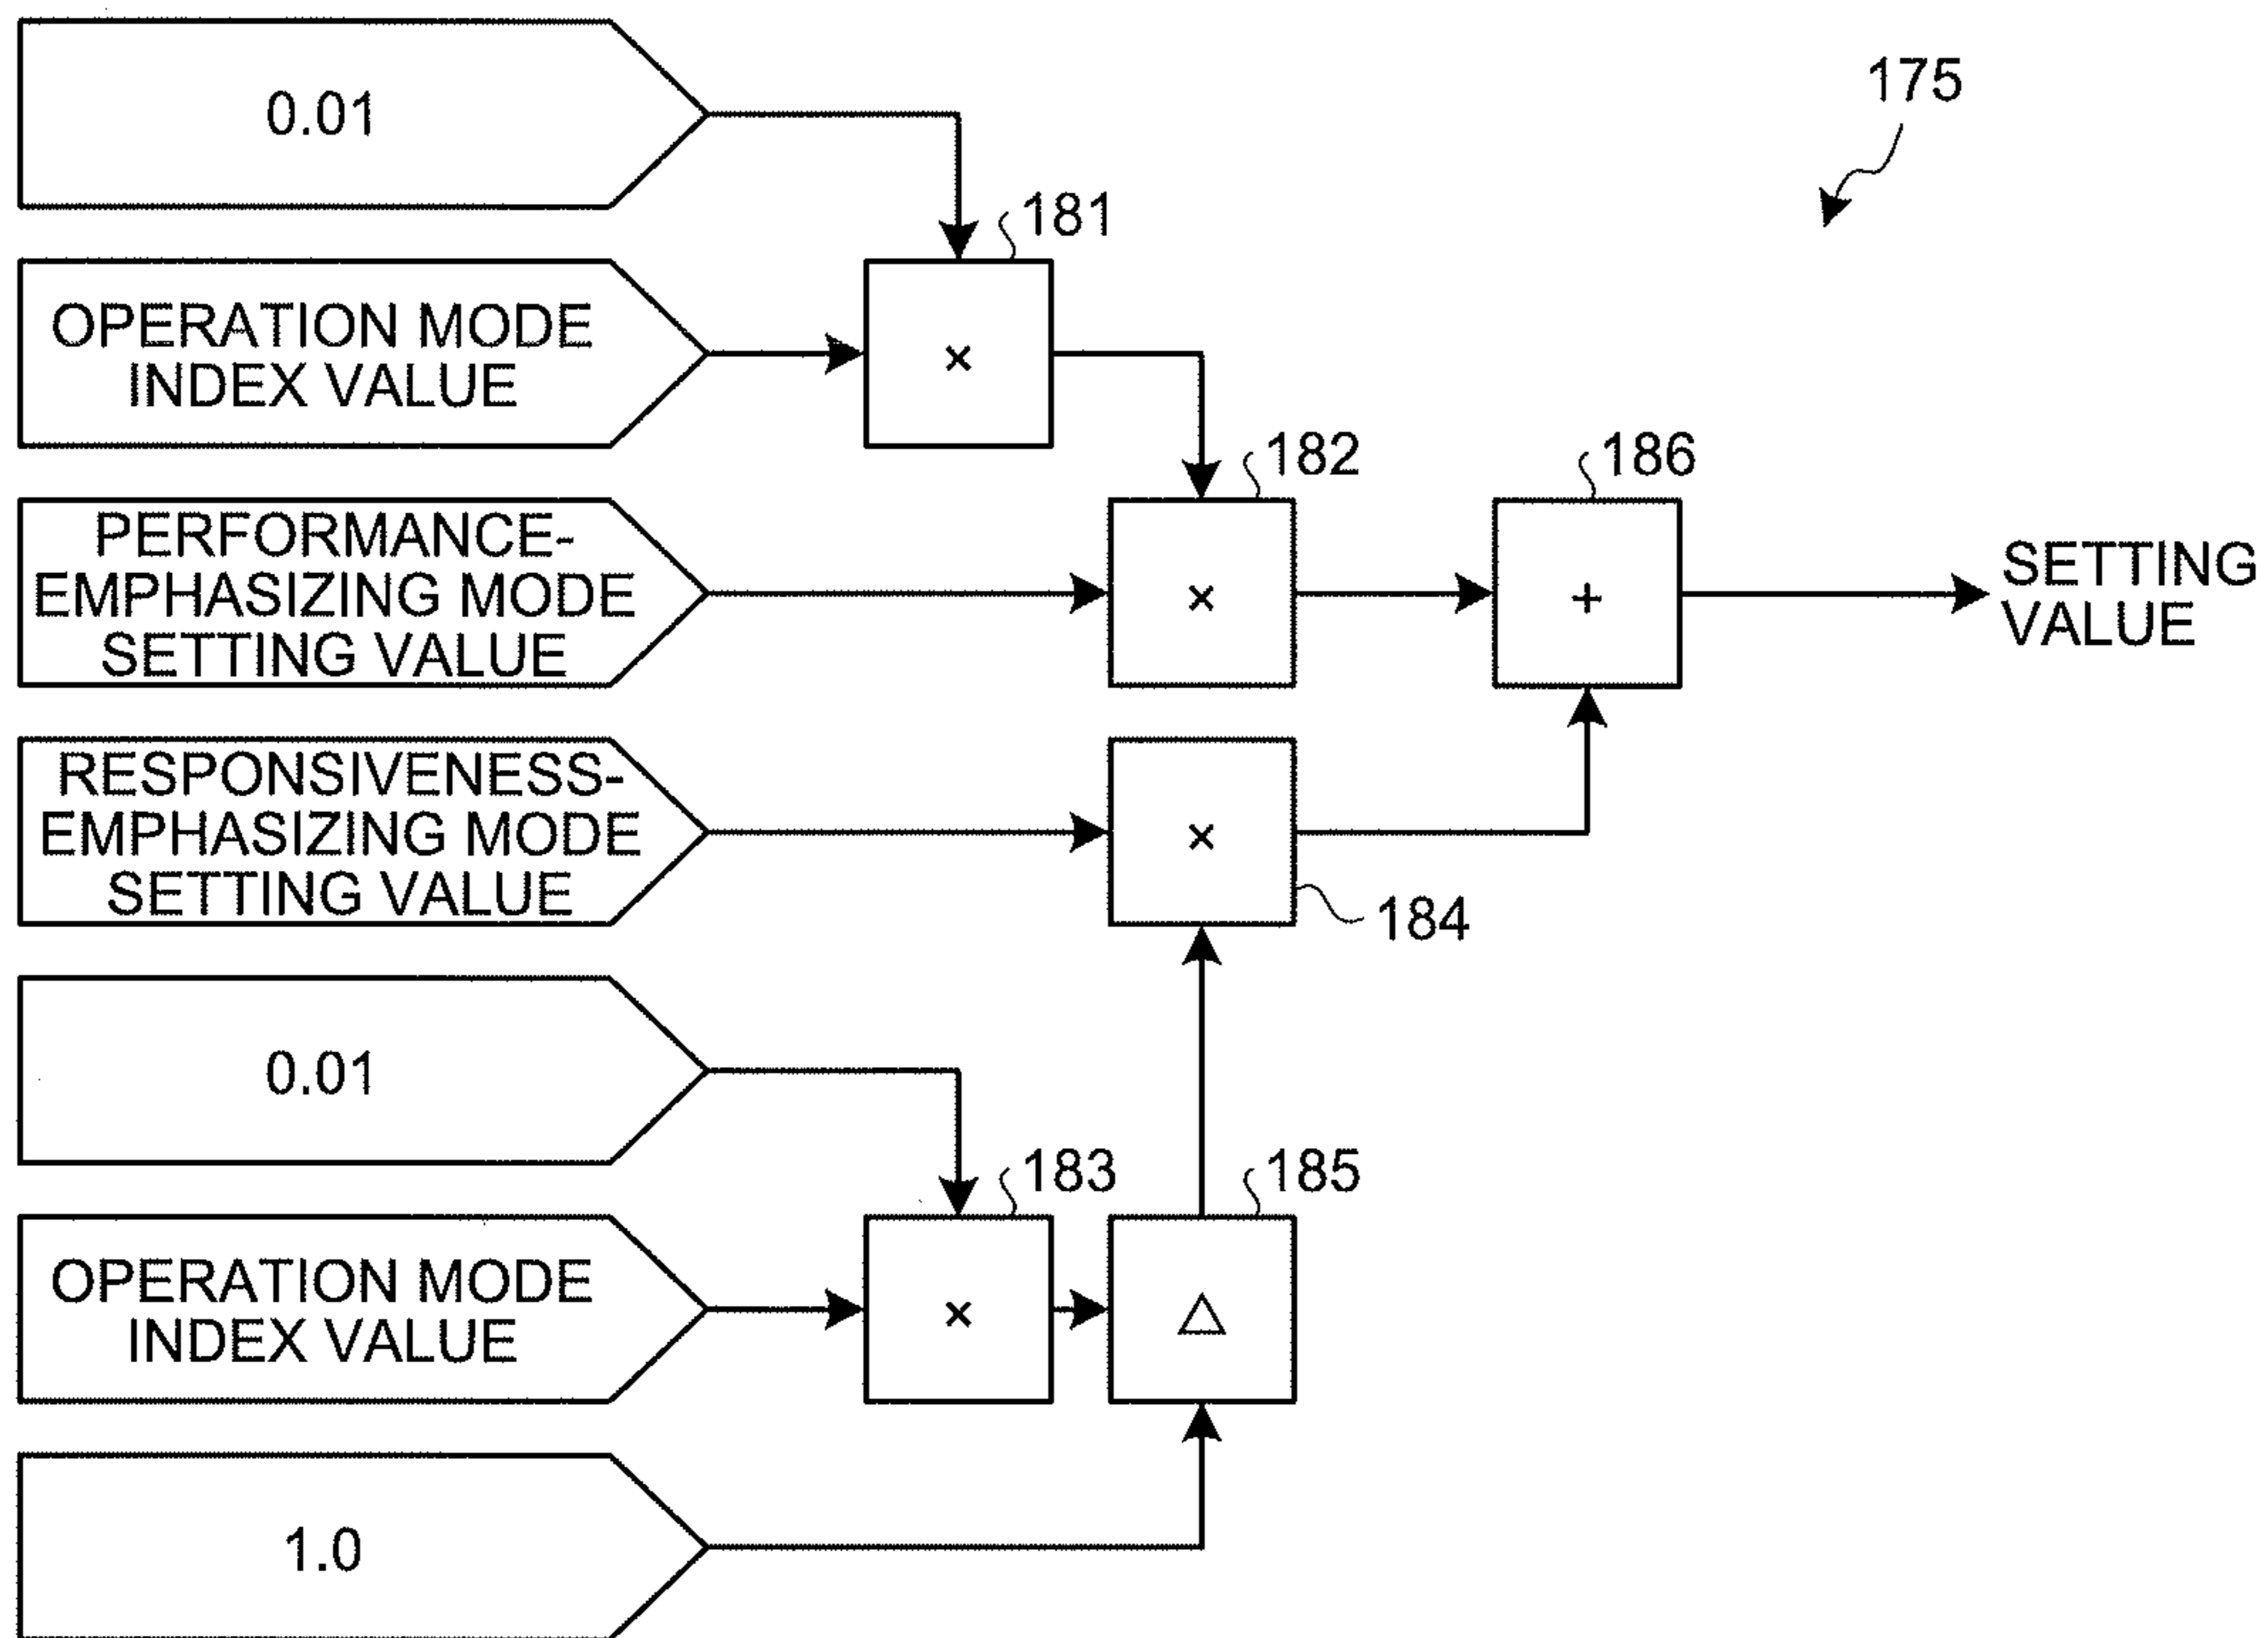 0.01
175
181
OPERATION MODE
INDEX VALUE
×
182
186
PERFORMANCE-
EMPHASIZING MODE
SETTING VALUE
×
+
SETTING
VALUE
RESPONSIVENESS-
EMPHASIZING MODE
SETTING VALUE
×
184
0.01
183
185
OPERATION MODE
INDEX VALUE
×
△
1.0